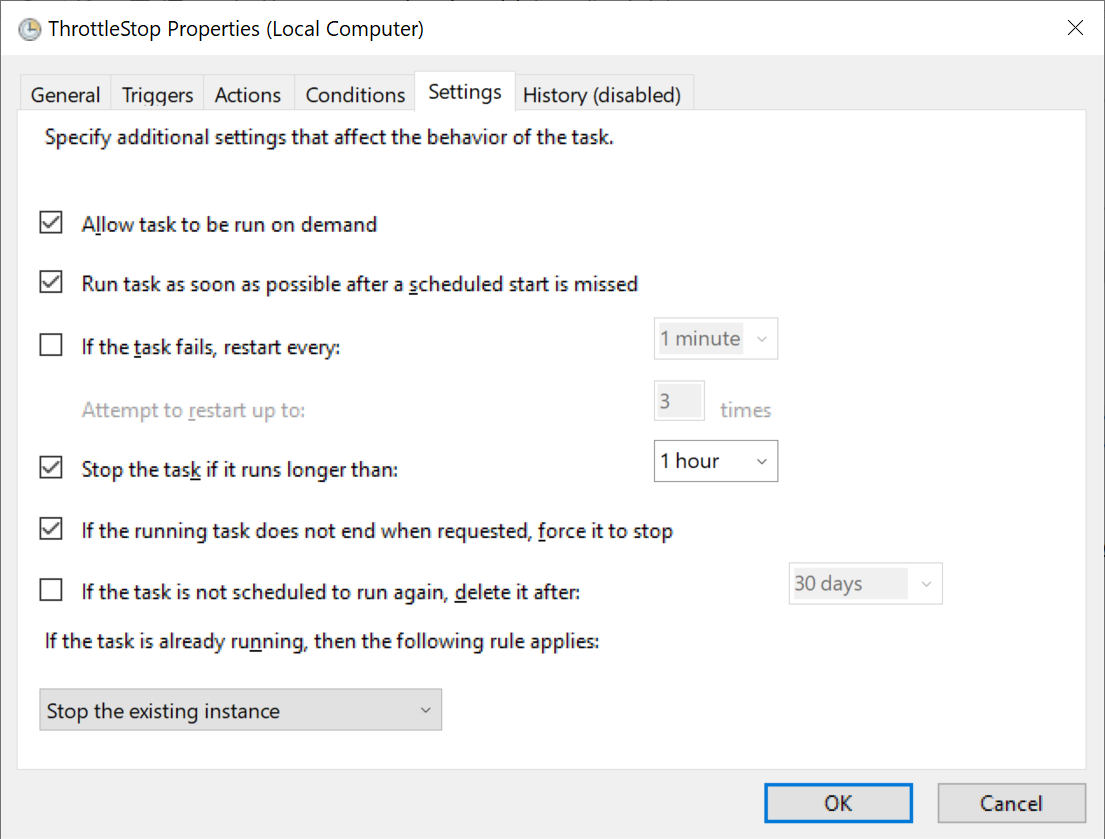 ThrottleStop Properties (Local Computer)
General Triggers Actions Conditions Settings History (disabled)
Specify additional settings that affect the behavior of the task.
Allow task to be run on demand
Run task as soon as possible after a scheduled start is missed
If the task fails, restart every: 1 minute
Attempt to restart up to: 3 times
Stop the task if it runs longer than: 1 hour
If the running task does not end when requested, force it to stop
If the task is not scheduled to run again, delete it after: 30 days
If the task is already running, then the following rule applies:
Stop the existing instance
OK Cancel